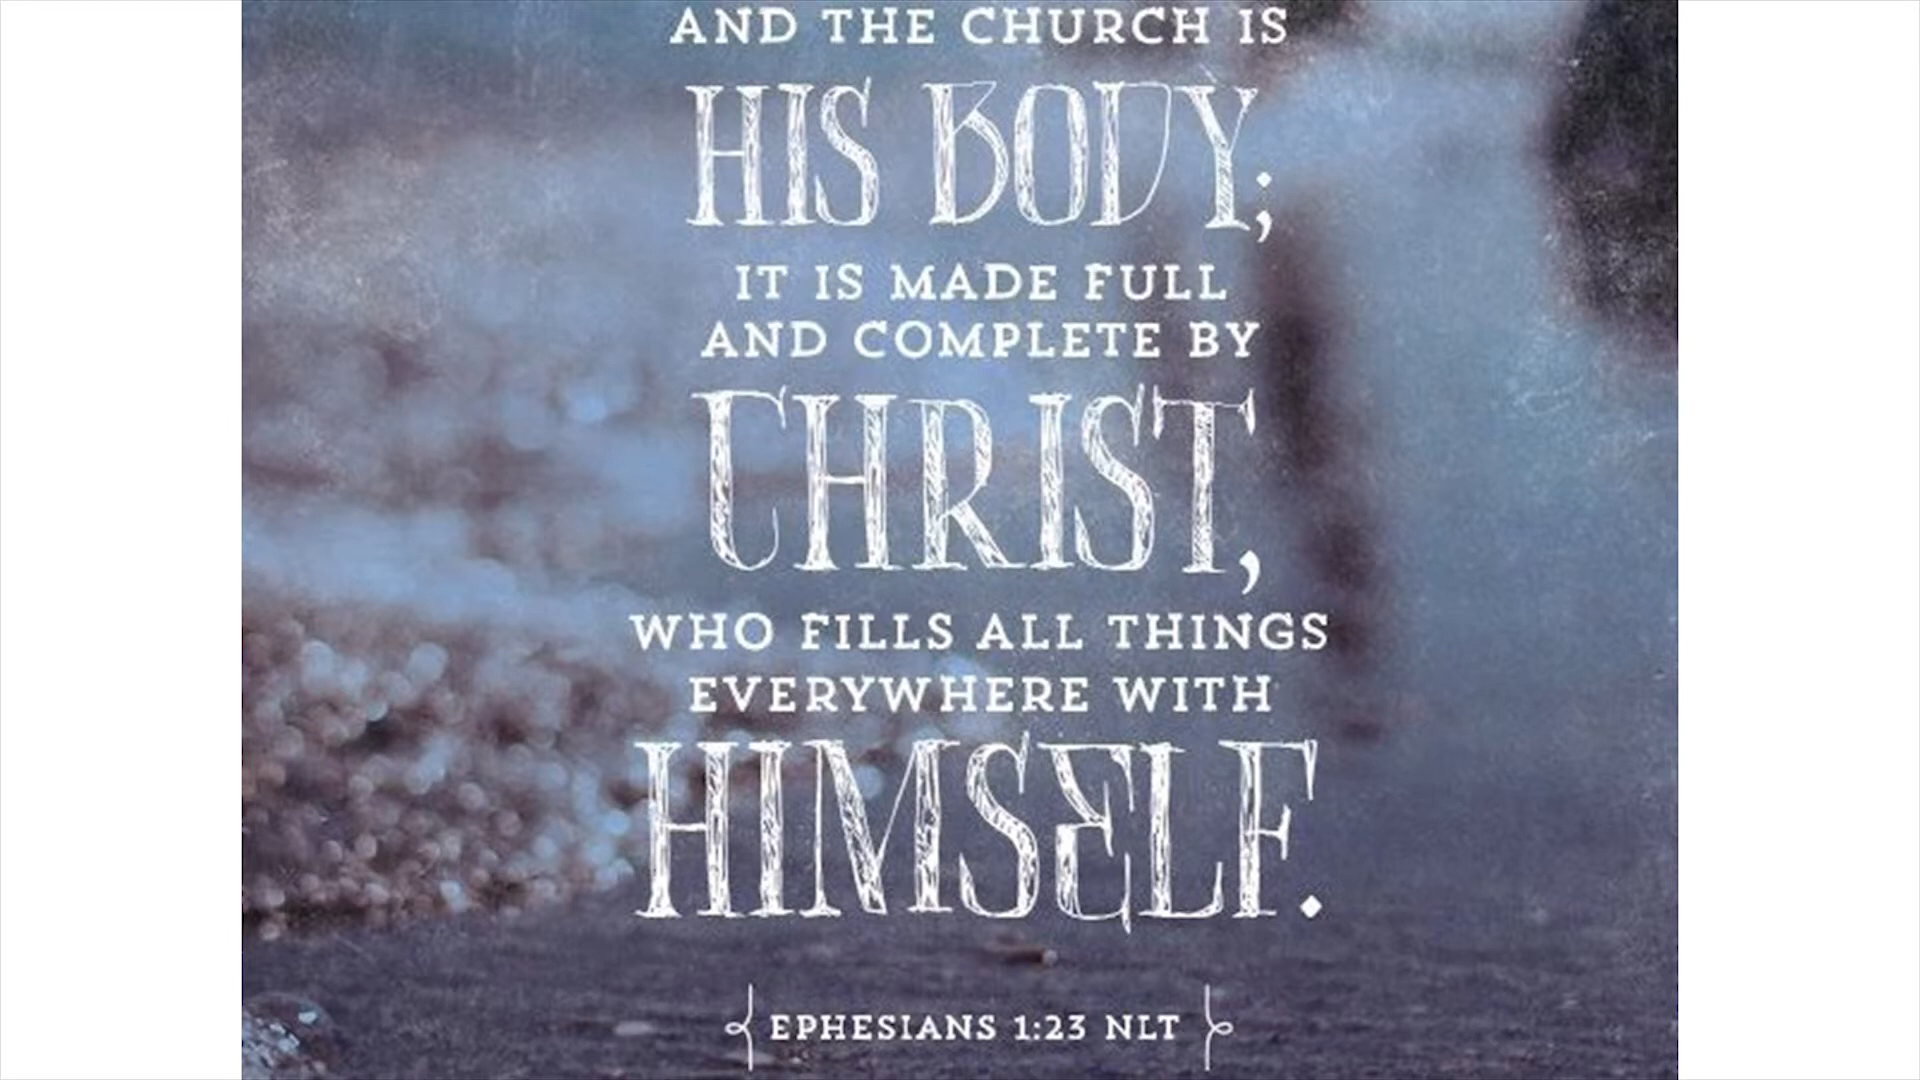 AND THE CHURCH IS
HIS BODY;
IT IS MADE FULL
AND COMPLETE BY
CHRIST,
WHO FILLS ALL THINGS
EVERYWHERE WITH
HIMSELF.
EPHESIANS 1:23 NLT